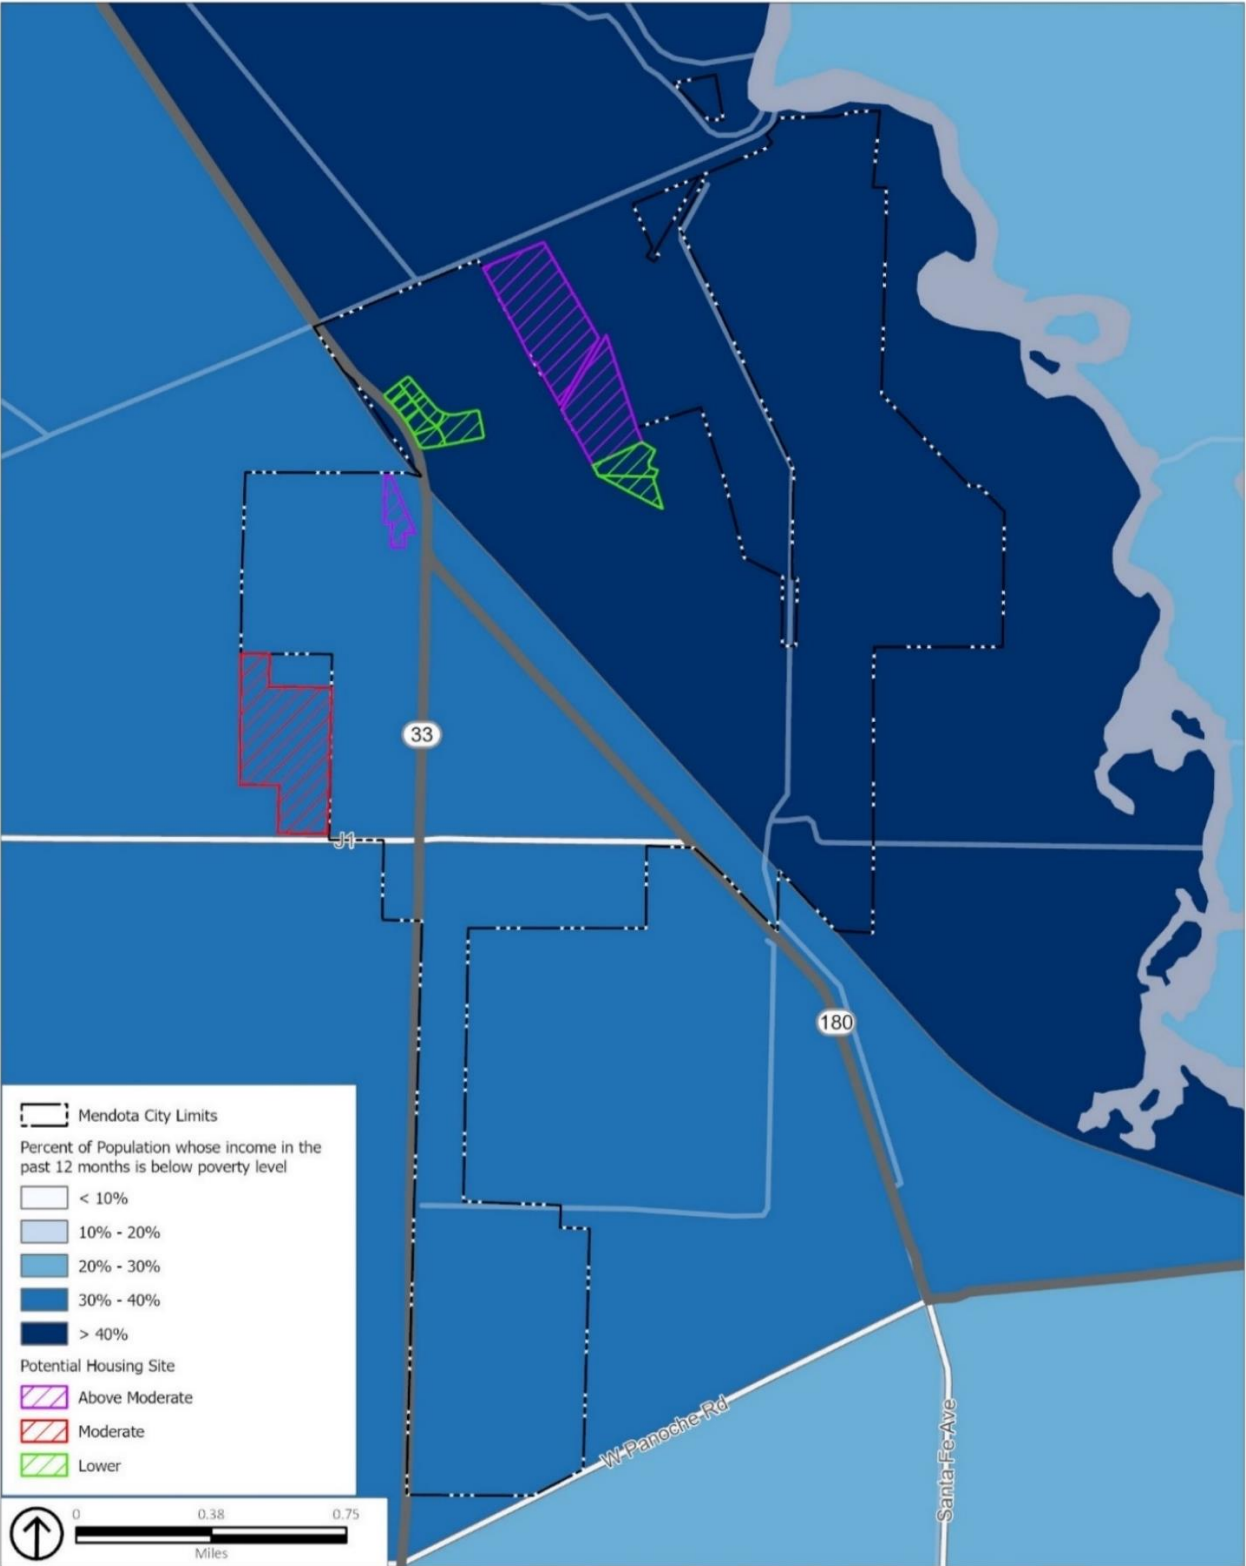 33
J1
180
Mendota City Limits
Percent of Population whose income in the
past 12 months is below poverty level
< 10%
10% - 20%
20% - 30%
30% - 40%
> 40%
Potential Housing Site
Above Moderate
Moderate
Lower
W Panoche Rd
Santa Fe Ave
0 0.38 0.75
Miles